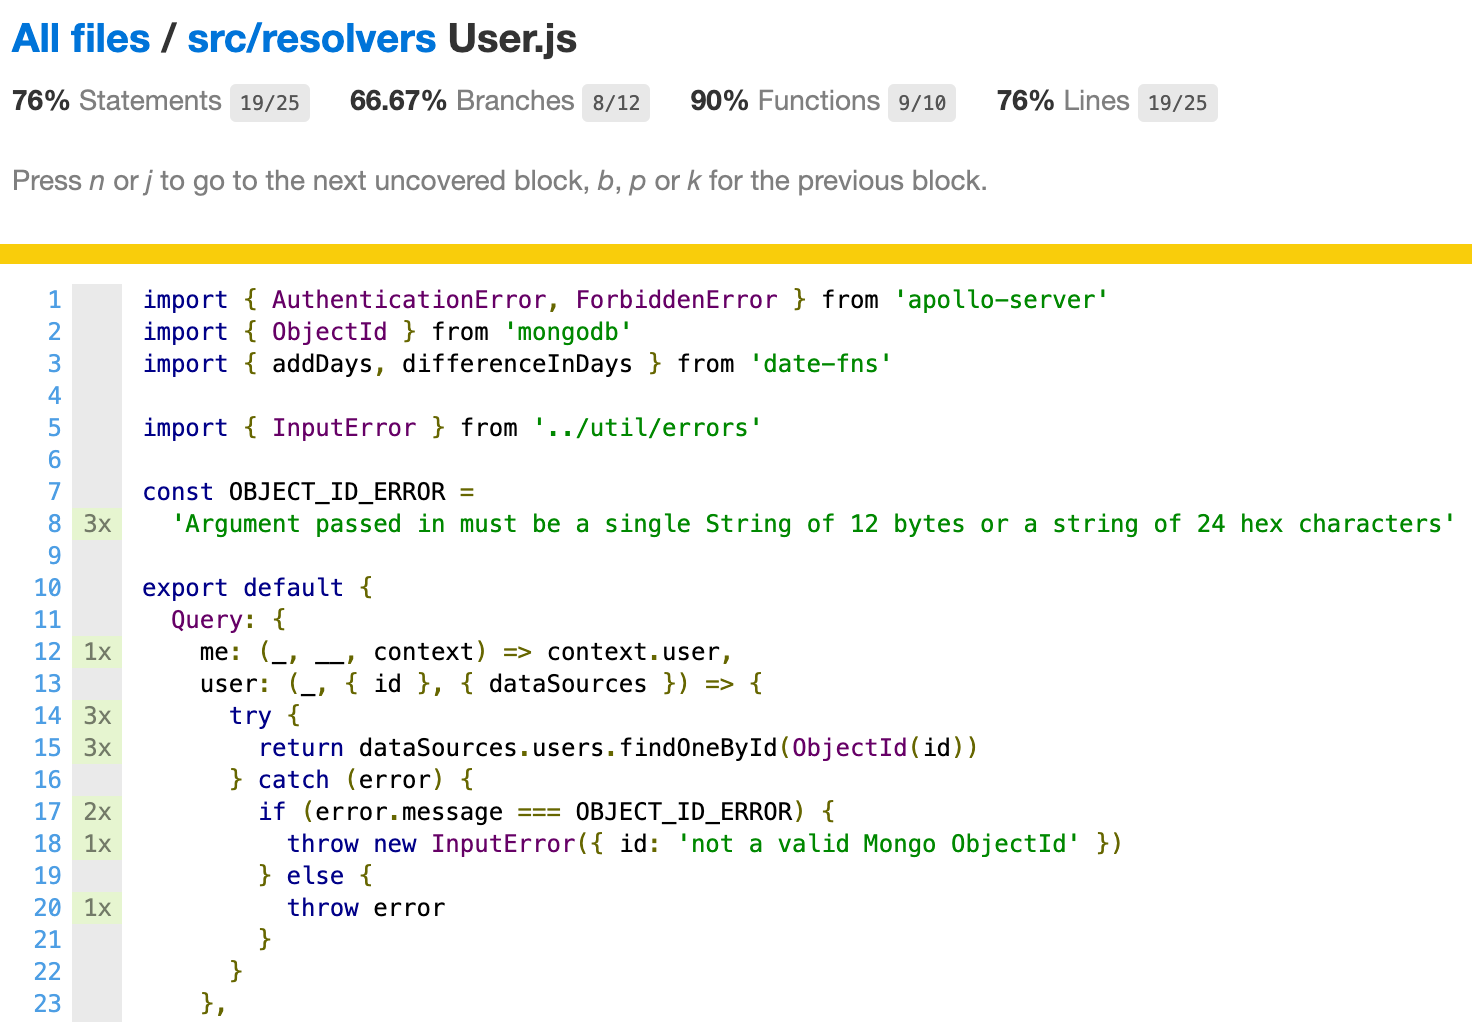 All files / src/resolvers User.js
76% Statements 19/25 66.67% Branches 8/12 90% Functions 9/10 76% Lines 19/25
Press n or j to go to the next uncovered block, b, p or k for the previous block.
1 import { AuthenticationError, ForbiddenError } from 'apollo-server'
2 import { ObjectId } from 'mongodb'
3 import { addDays, differenceInDays } from 'date-fns'
4
5 import { InputError } from '../util/errors'
6
7 const OBJECT_ID_ERROR =
8 3x 'Argument passed in must be a single String of 12 bytes or a string of 24 hex characters'
9
10 export default {
11 Query: {
12 1x me: (_, __, context) => context.user,
13 user: (_, { id }, { dataSources }) => {
14 3x try {
15 3x return dataSources.users.findOneById(ObjectId(id))
16 } catch (error) {
17 2x if (error.message === OBJECT_ID_ERROR) {
18 1x throw new InputError({ id: 'not a valid Mongo ObjectId' })
19 } else {
20 1x throw error
21 }
22 }
23 },